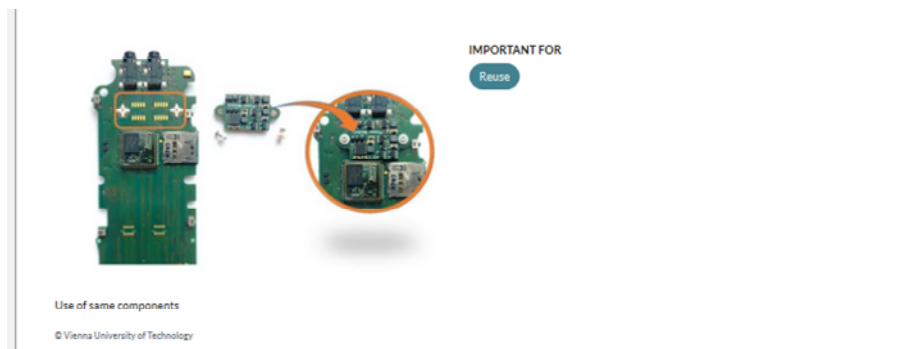 IMPORTANT FOR
Reuse
Use of same components
© Vienna University of Technology